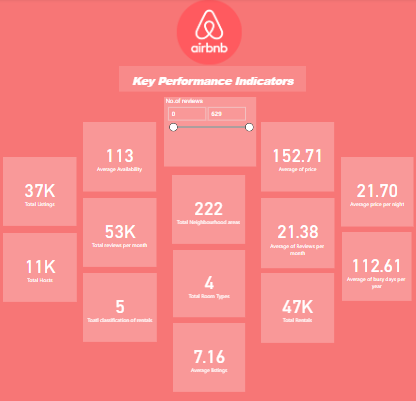 airbnb
Key Performance Indicators
No.of reviews
0
629
113
Average Availability
152.71
Average of price
37K
Total Listings
222
Total Neighbourhood areas
21.70
Average price per night
53K
Total reviews per month
21.38
Average of Reviews per
month
11K
Total Hosts
4
Total Room Types
112.61
Average of busy days per
year
5
Total classification of rentals
47K
Total Rentals
7.16
Average listings